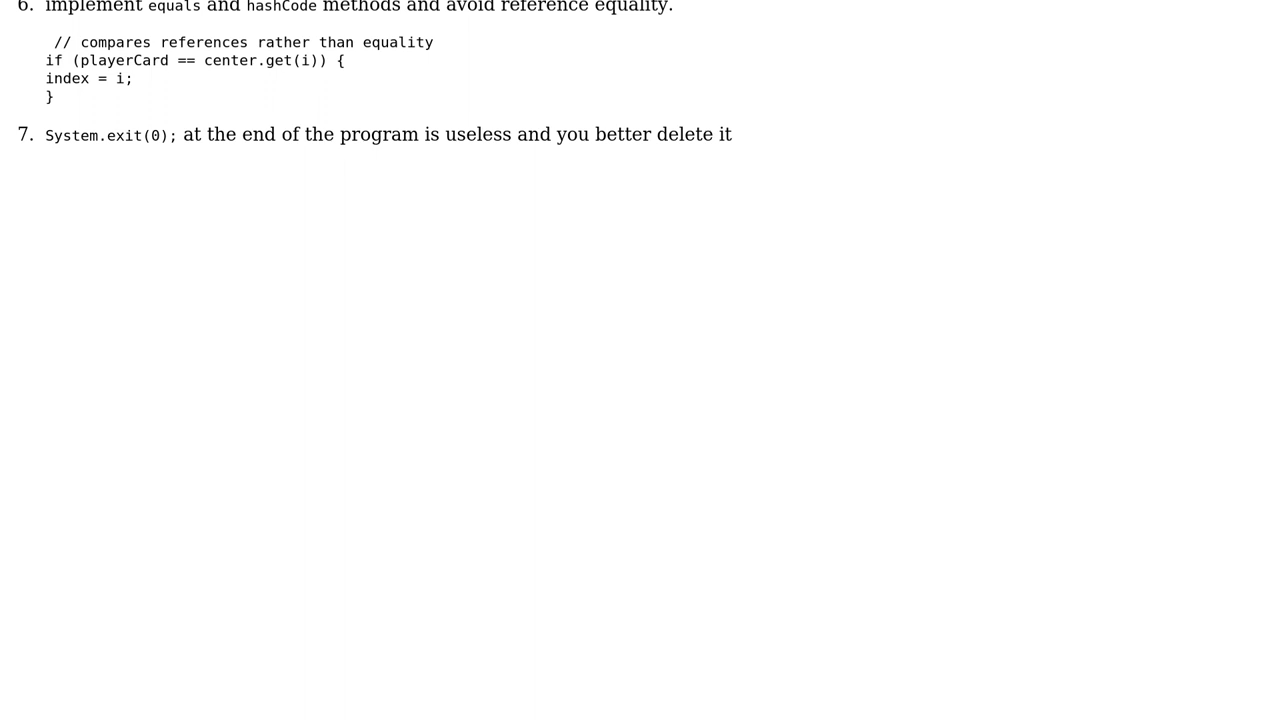 6. implement equals and hashCode methods and avoid reference equality.
// compares references rather than equality
if (playerCard == center.get(i)) {
index = i;
}
7. System.exit(0); at the end of the program is useless and you better delete it